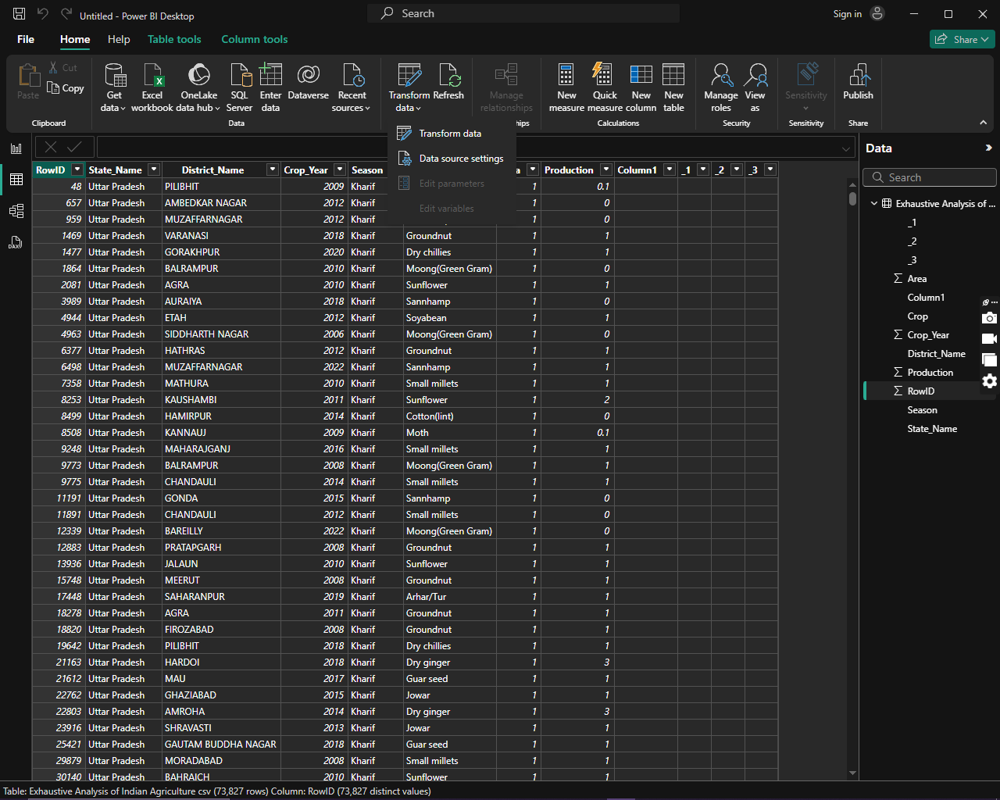 Untitled - Power BI Desktop
Search
Sign in
File
Home
Help
Table tools
Column tools
Share
Paste
Cut
Copy
Clipboard
Get data
Excel workbook
OneLake data hub
SQL Server
Enter data
Dataverse
Recent sources
Data
Transform data
Refresh
Manage relationships
New measure
Quick measure
New column
New table
Calculations
Manage roles
View as
Security
Sensitivity
Sensitivity
Publish
Share
Transform data
Data source settings
Edit parameters
Edit variables
RowID State_Name District_Name Crop_Year Season Production Column1 _1 _2 _3
48 Uttar Pradesh PILIBHIT 2009 Kharif 1 0.1
657 Uttar Pradesh AMBEDKAR NAGAR 2012 Kharif 1 0
959 Uttar Pradesh MUZAFFARNAGAR 2012 Kharif 1 0
1469 Uttar Pradesh VARANASI 2018 Kharif Groundnut 1 1
1477 Uttar Pradesh GORAKHPUR 2020 Kharif Dry chillies 1 1
1864 Uttar Pradesh BALRAMPUR 2010 Kharif Moong(Green Gram) 1 0
2081 Uttar Pradesh AGRA 2010 Kharif Sunflower 1 1
3989 Uttar Pradesh AURAIYA 2018 Kharif Sannhamp 1 0
4944 Uttar Pradesh ETAH 2012 Kharif Soyabean 1 1
4963 Uttar Pradesh SIDDHARTH NAGAR 2006 Kharif Moong(Green Gram) 1 0
6377 Uttar Pradesh HATHRAS 2012 Kharif Groundnut 1 1
6498 Uttar Pradesh MUZAFFARNAGAR 2022 Kharif Sannhamp 1 1
7358 Uttar Pradesh MATHURA 2010 Kharif Small millets 1 1
8253 Uttar Pradesh KAUSHAMBI 2011 Kharif Sunflower 1 2
8499 Uttar Pradesh HAMIRPUR 2014 Kharif Cotton(lint) 1 0
8508 Uttar Pradesh KANNAUJ 2009 Kharif Moth 1 0.1
9248 Uttar Pradesh MAHARAJGANJ 2016 Kharif Small millets 1 1
9773 Uttar Pradesh BALRAMPUR 2008 Kharif Moong(Green Gram) 1 1
9775 Uttar Pradesh CHANDAULI 2014 Kharif Small millets 1 1
11191 Uttar Pradesh GONDA 2015 Kharif Sannhamp 1 0
11891 Uttar Pradesh CHANDAULI 2012 Kharif Small millets 1 0
12339 Uttar Pradesh BAREILLY 2022 Kharif Moong(Green Gram) 1 0
12883 Uttar Pradesh PRATAPGARH 2008 Kharif Groundnut 1 1
13936 Uttar Pradesh JALAUN 2010 Kharif Sunflower 1 1
15748 Uttar Pradesh MEERUT 2008 Kharif Groundnut 1 1
17448 Uttar Pradesh SAHARANPUR 2019 Kharif Arhar/Tur 1 1
18278 Uttar Pradesh AGRA 2011 Kharif Groundnut 1 1
18820 Uttar Pradesh FIROZABAD 2008 Kharif Groundnut 1 1
19642 Uttar Pradesh PILIBHIT 2018 Kharif Dry chillies 1 1
21163 Uttar Pradesh HARDOI 2018 Kharif Dry ginger 1 3
21612 Uttar Pradesh MAU 2017 Kharif Guar seed 1 1
22762 Uttar Pradesh GHAZIABAD 2015 Kharif Jowar 1 1
22803 Uttar Pradesh AMROHA 2014 Kharif Dry ginger 1 3
23916 Uttar Pradesh SHRAVASTI 2013 Kharif Jowar 1 1
25421 Uttar Pradesh GAUTAM BUDDHA NAGAR 2018 Kharif Guar seed 1 1
29879 Uttar Pradesh MORADABAD 2008 Kharif Small millets 1 1
30140 Uttar Pradesh BAHRAICH 2010 Kharif Sunflower 1 1
Data
Search
Exhaustive Analysis of ...
_1
_2
_3
Area
Column1
Crop
Crop_Year
District_Name
Production
RowID
Season
State_Name
Table: Exhaustive Analysis of Indian Agriculture csv (73,827 rows) Column: RowID (73,827 distinct values)